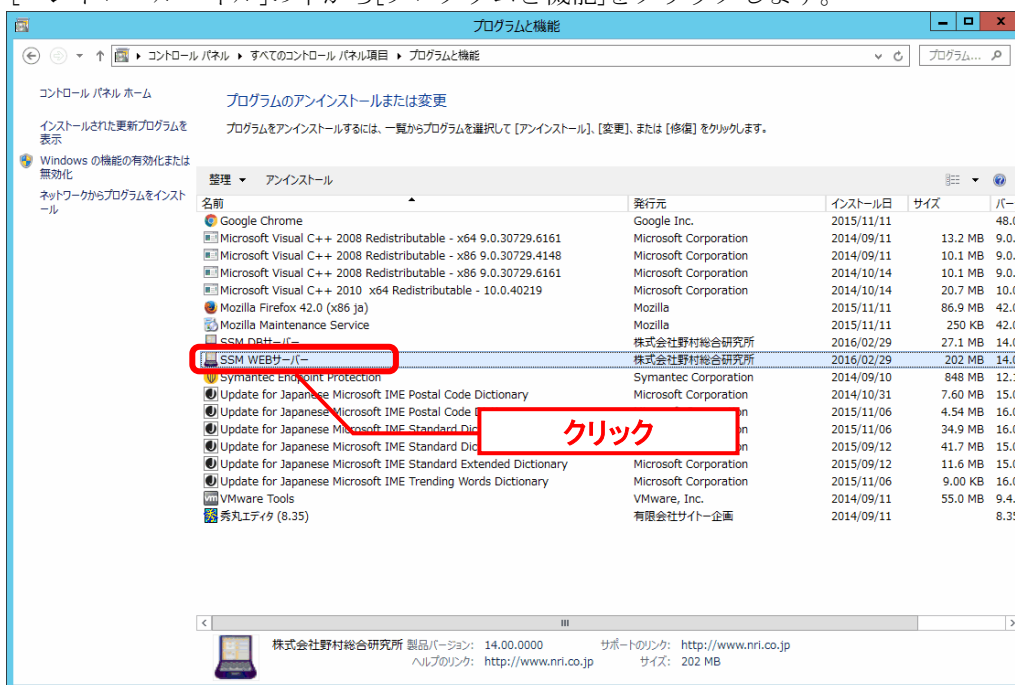 プログラムと機能
コントロール パネル ▸ すべてのコントロール パネル項目 ▸ プログラムと機能
プログラム...
コントロール パネル ホーム
インストールされた更新プログラムを
表示
Windows の機能の有効化または
無効化
ネットワークからプログラムをインスト
ール
プログラムのアンインストールまたは変更
プログラムをアンインストールするには、一覧からプログラムを選択して [アンインストール]、[変更]、または [修復] をクリックします。
整理 ▼ アンインストール
名前 発行元 インストール日 サイズ バー
Google Chrome Google Inc. 2015/11/11 48.0
Microsoft Visual C++ 2008 Redistributable - x64 9.0.30729.6161 Microsoft Corporation 2014/09/11 13.2 MB 9.0.
Microsoft Visual C++ 2008 Redistributable - x86 9.0.30729.4148 Microsoft Corporation 2014/09/11 10.1 MB 9.0.
Microsoft Visual C++ 2008 Redistributable - x86 9.0.30729.6161 Microsoft Corporation 2014/10/14 10.1 MB 9.0.
Microsoft Visual C++ 2010 x64 Redistributable - 10.0.40219 Microsoft Corporation 2014/10/14 20.7 MB 10.0
Mozilla Firefox 42.0 (x86 ja) Mozilla 2015/11/11 86.9 MB 42.0
Mozilla Maintenance Service Mozilla 2015/11/11 250 KB 42.0
SSM DBサーバー 株式会社野村総合研究所 2016/02/29 27.1 MB 14.0
SSM WEBサーバー 株式会社野村総合研究所 2016/02/29 202 MB 14.0
Symantec Endpoint Protection Symantec Corporation 2014/09/10 848 MB 12.1
Update for Japanese Microsoft IME Postal Code Dictionary Microsoft Corporation 2014/10/31 7.60 MB 15.0
Update for Japanese Microsoft IME Postal Code 2015/11/06 4.54 MB 16.0
Update for Japanese Microsoft IME Standard 2015/11/06 34.9 MB 16.0
Update for Japanese Microsoft IME Standard 2015/09/12 41.7 MB 15.0
クリック
Update for Japanese Microsoft IME Standard Extended Dictionary Microsoft Corporation 2015/09/12 11.6 MB 15.0
Update for Japanese Microsoft IME Trending Words Dictionary Microsoft Corporation 2015/11/06 9.00 KB 16.0
VMware Tools VMware, Inc. 2014/09/11 55.0 MB 9.4.
秀丸エディタ (8.35) 有限会社サイトー企画 2014/09/11 8.35
株式会社野村総合研究所 製品バージョン: 14.00.0000 サポートのリンク: http://www.nri.co.jp
ヘルプのリンク: http://www.nri.co.jp サイズ: 202 MB